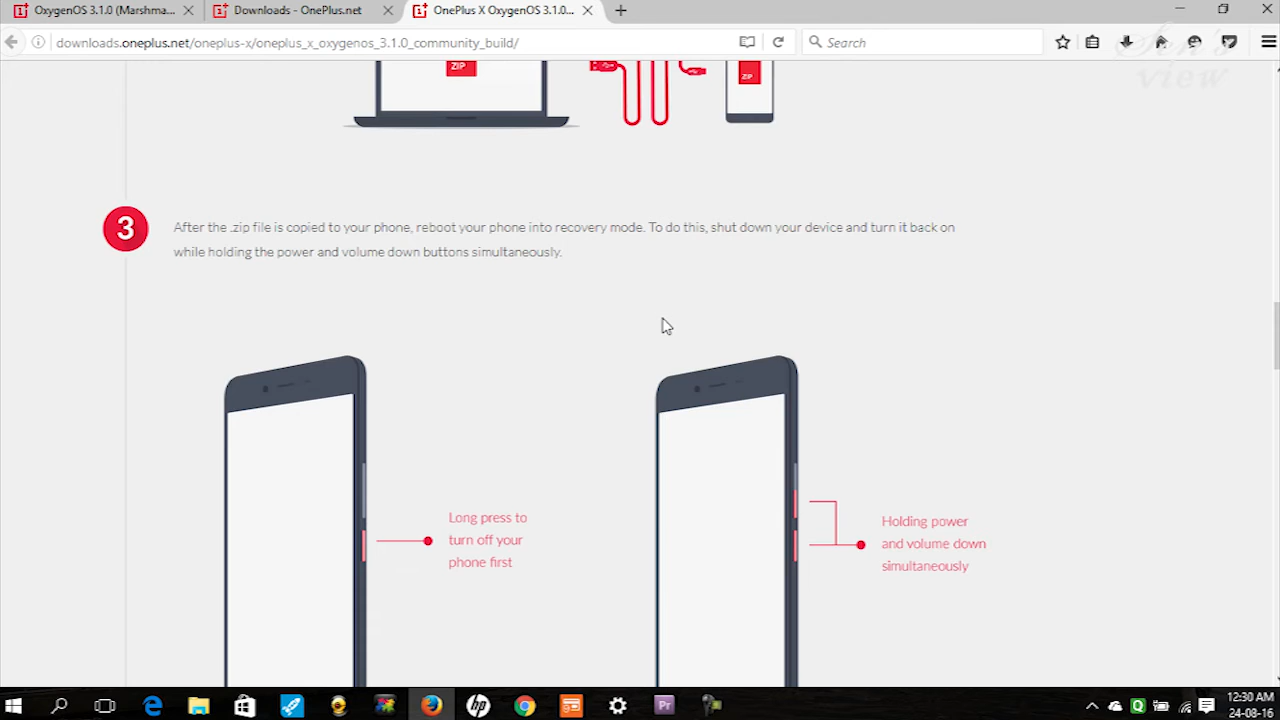 OxygenOS 3.1.0 (Marshma...
Downloads - OnePlus.net
OnePlus X OxygenOS 3.1.0...
downloads.oneplus.net/oneplus-x/oneplus_x_oxygenos_3.1.0_community_build/
Search
view
ZIP
ZIP
3
After the .zip file is copied to your phone, reboot your phone into recovery mode. To do this, shut down your device and turn it back on
while holding the power and volume down buttons simultaneously.
Long press to
turn off your
phone first
Holding power
and volume down
simultaneously
hp
Pr
12:30 AM
24-08-16